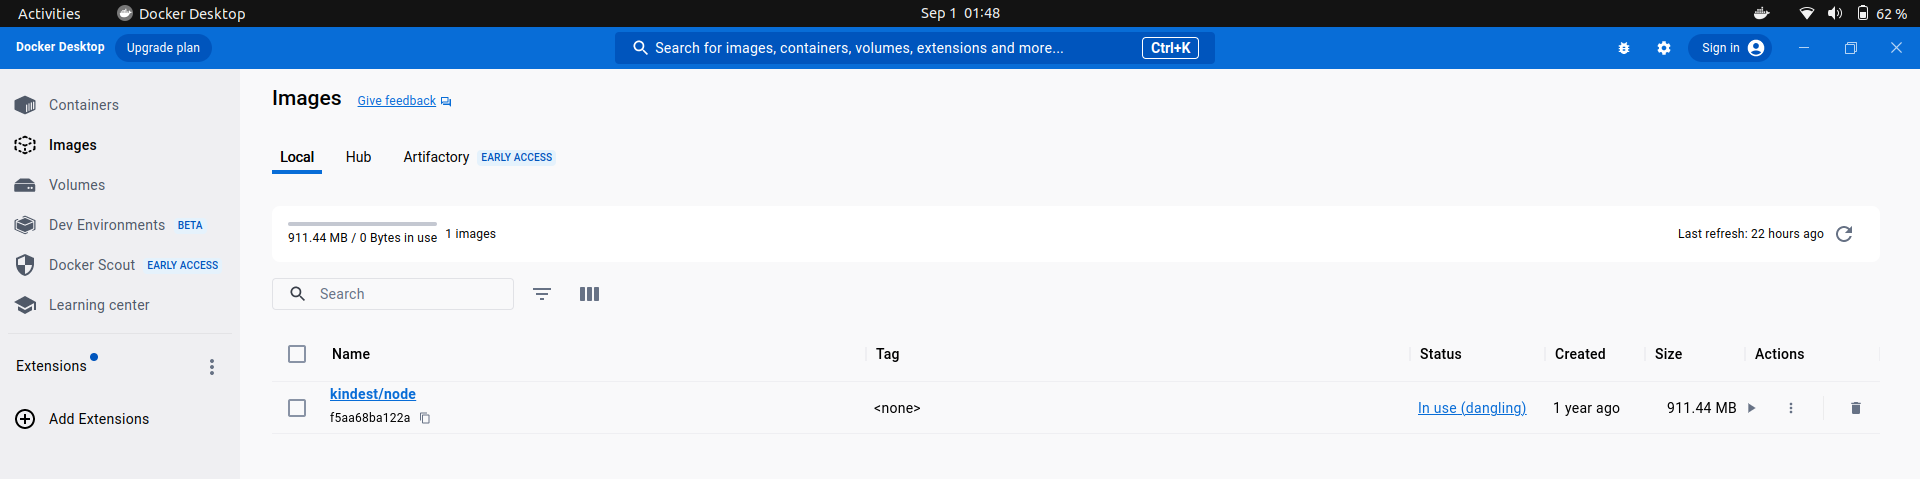 Activities Docker Desktop Sep 1 01:48 62 %
Docker Desktop Upgrade plan Search for images, containers, volumes, extensions and more... Ctrl+K Sign in
Containers
Images
Volumes
Dev Environments BETA
Docker Scout EARLY ACCESS
Learning center
Extensions
Add Extensions
Images Give feedback
Local Hub Artifactory EARLY ACCESS
911.44 MB / 0 Bytes in use 1 images Last refresh: 22 hours ago
Search
Name Tag Status Created Size Actions
kindest/node
f5aa68ba122a
<none> In use (dangling) 1 year ago 911.44 MB